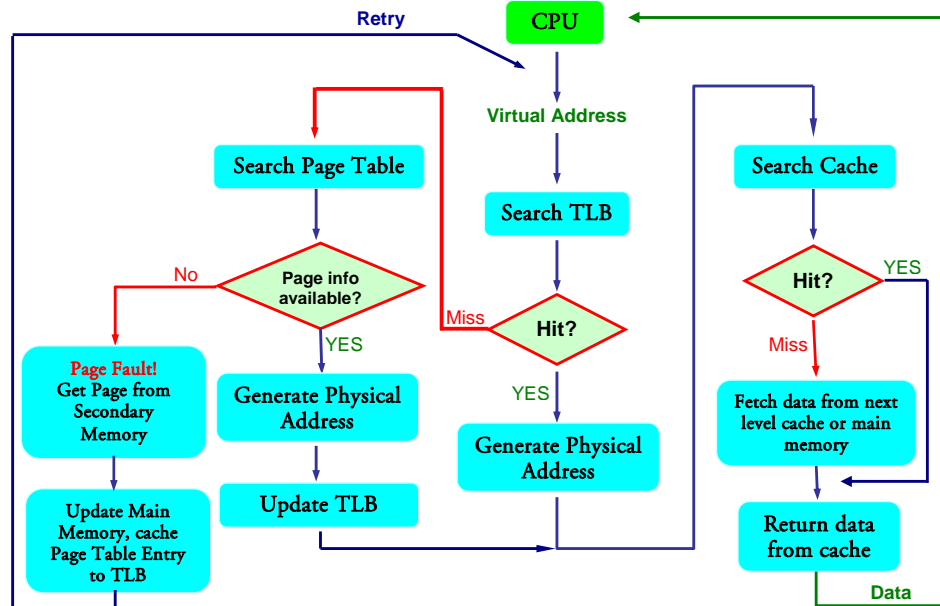 Retry
CPU
Virtual Address
Search Page Table
Search Cache
Search TLB
No
Page info
available?
YES
Miss
Hit?
YES
Hit?
YES
Miss
Page Fault!
Get Page from
Secondary
Memory
Generate Physical
Address
Generate Physical
Address
Fetch data from next
level cache or main
memory
Update Main
Memory, cache
Page Table Entry
to TLB
Update TLB
Return data
from cache
Data